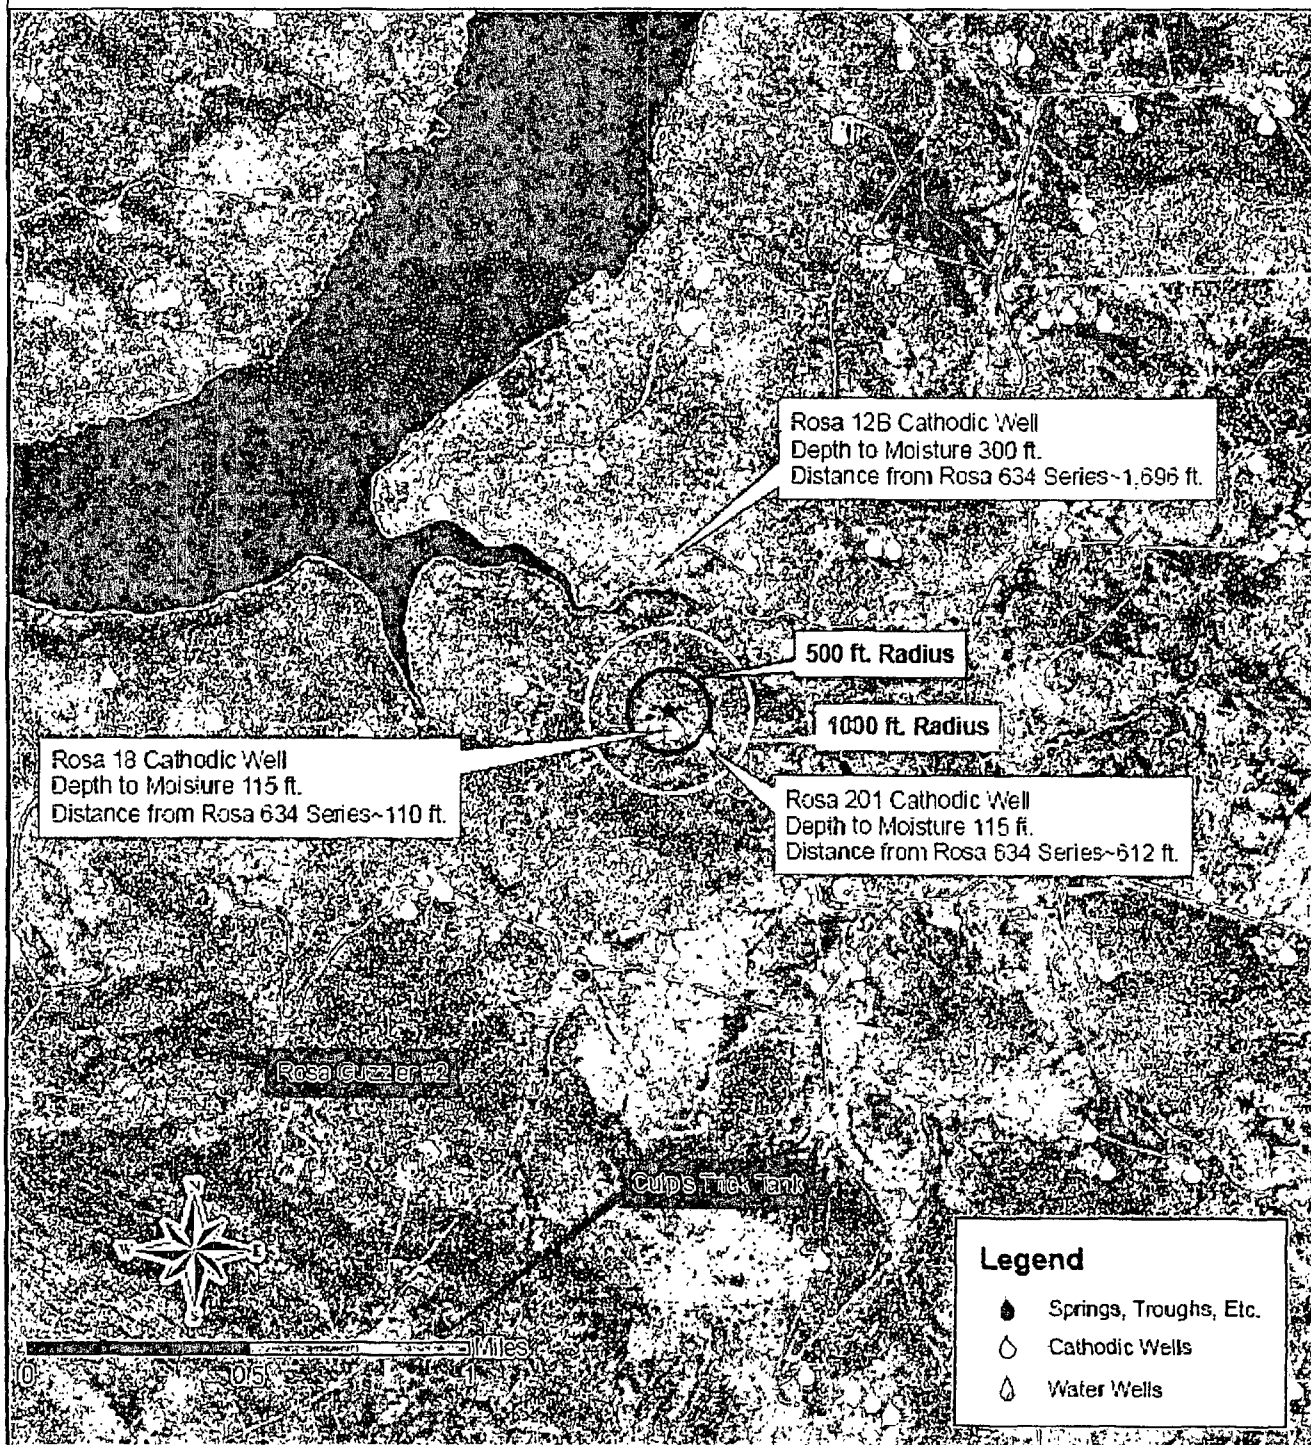 Rosa 12B Cathodic Well
Depth to Moisture 300 ft.
Distance from Rosa 634 Series~1,696 ft.
500 ft. Radius
1000 ft. Radius
Rosa 18 Cathodic Well
Depth to Moisture 115 ft.
Distance from Rosa 634 Series~110 ft.
Rosa 201 Cathodic Well
Depth to Moisture 115 ft.
Distance from Rosa 634 Series~612 ft.
Rosa Guzzler #2
Culps Trick Tank
N
W E
S
Miles
0 0.5 1
Legend
Springs, Troughs, Etc.
Cathodic Wells
Water Wells